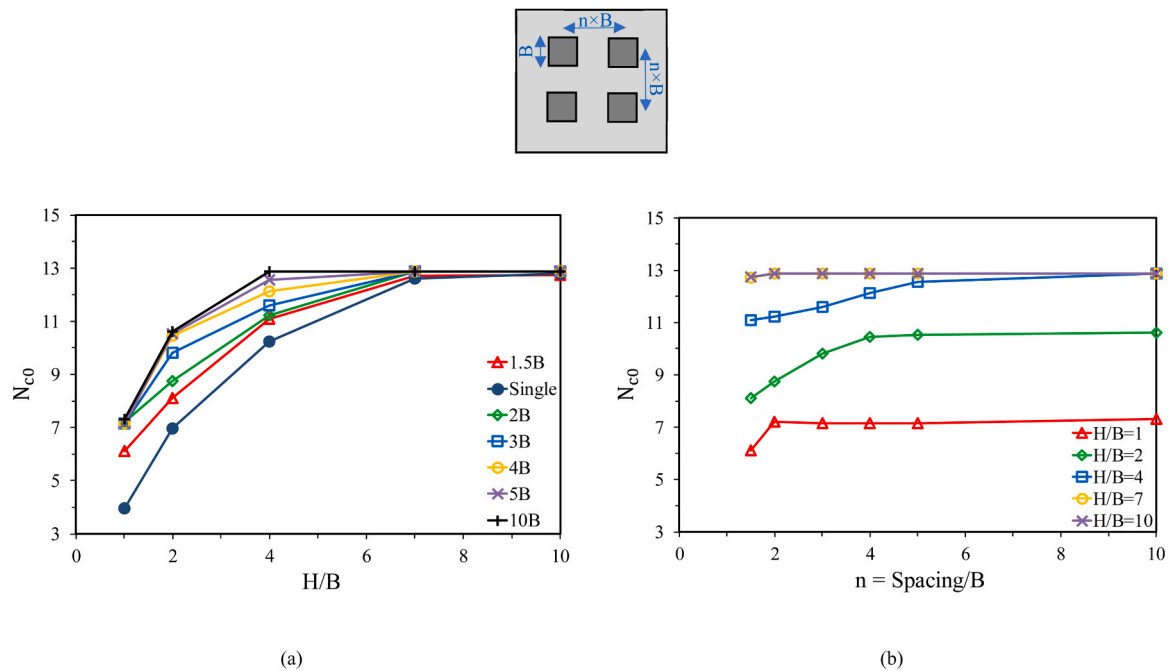 n×B
B
n×B
15
13
11
9
7
5
3
0
2
4
6
8
10
N_c0
H/B
1.5B
Single
2B
3B
4B
5B
10B
(a)
15
13
11
9
7
5
3
0
2
4
6
8
10
N_c0
n = Spacing/B
H/B=1
H/B=2
H/B=4
H/B=7
H/B=10
(b)